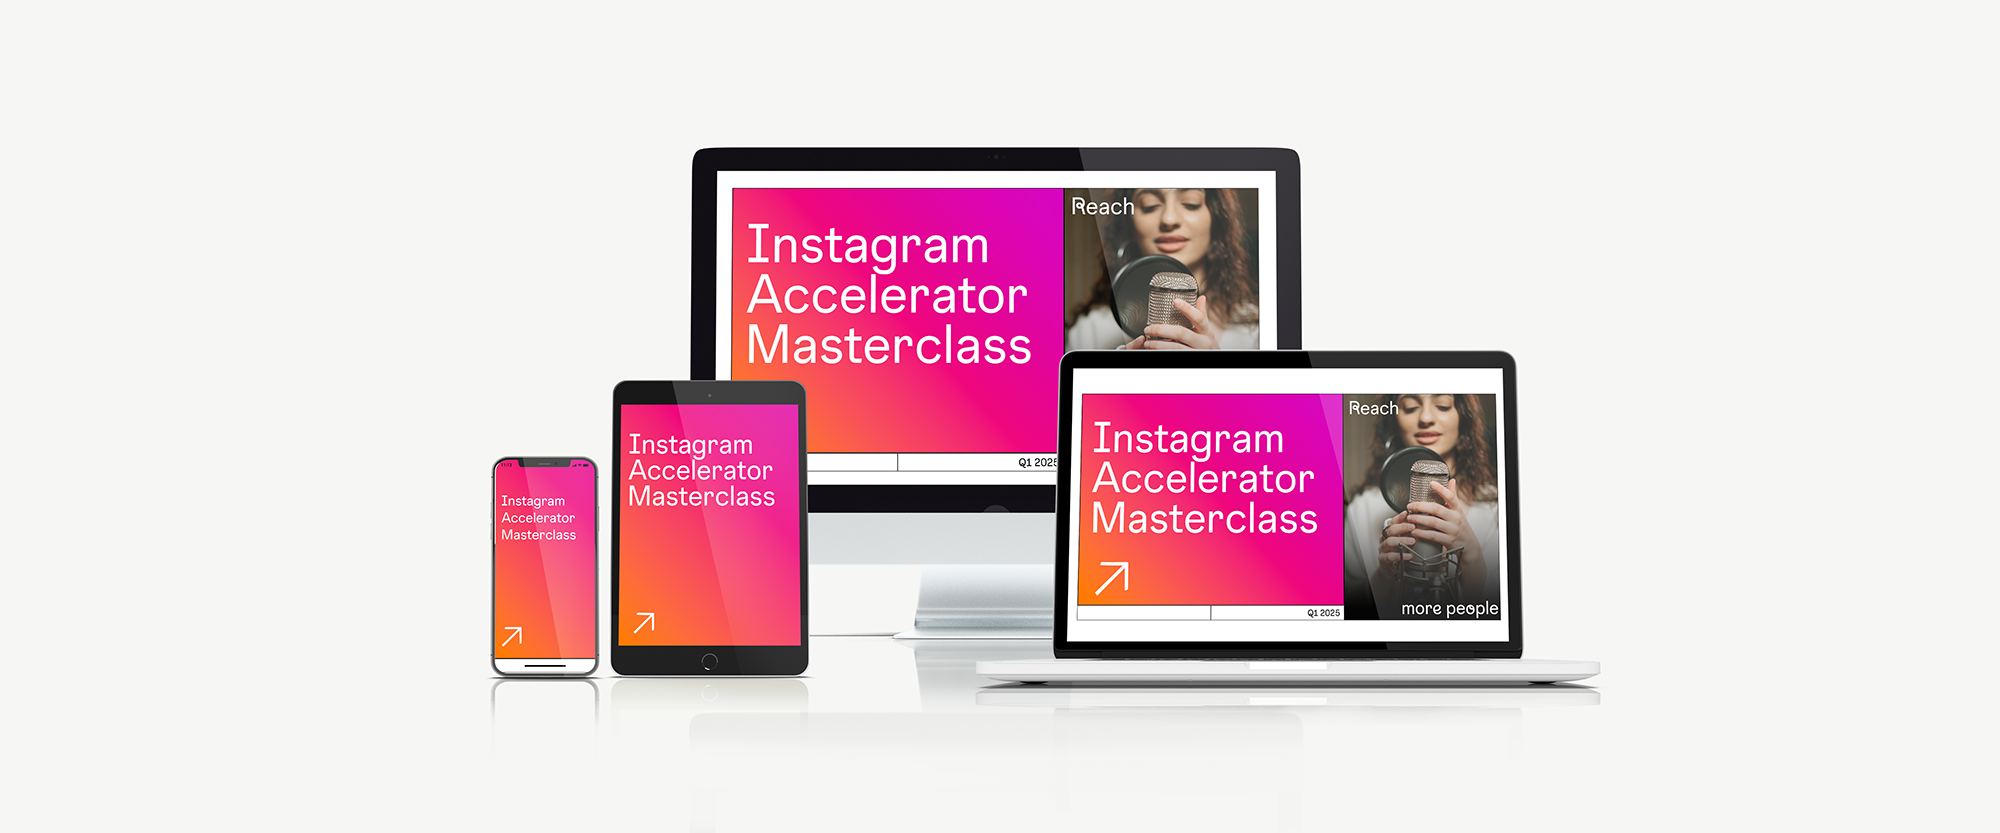 Instagram
Accelerator
Masterclass
Reach
Q1 2025
Instagram
Accelerator
Masterclass
Reach
Q1 2025
more people
Instagram
Accelerator
Masterclass
Instagram
Accelerator
Masterclass